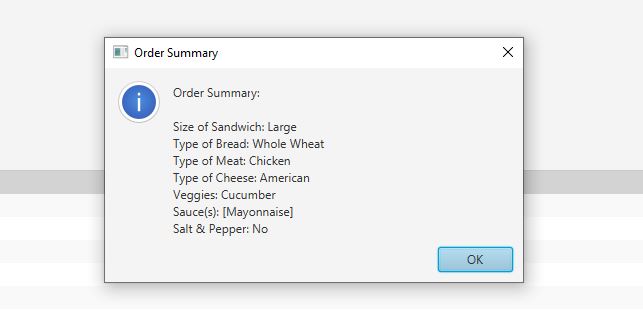 Order Summary
Order Summary:
Size of Sandwich: Large
Type of Bread: Whole Wheat
Type of Meat: Chicken
Type of Cheese: American
Veggies: Cucumber
Sauce(s): [Mayonnaise]
Salt & Pepper: No
OK